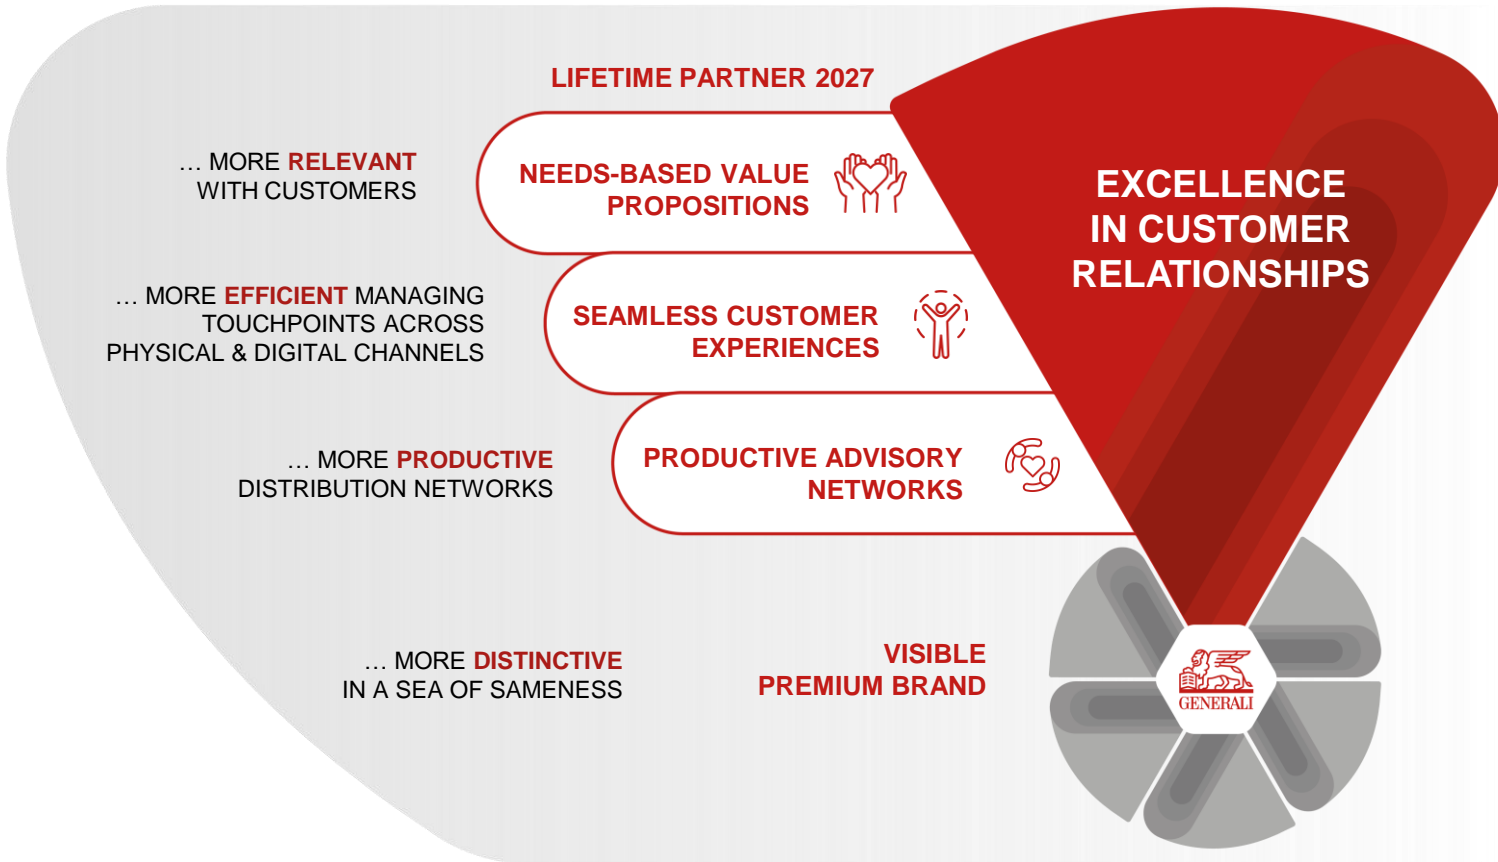 LIFETIME PARTNER 2027
… MORE RELEVANT
WITH CUSTOMERS
NEEDS-BASED VALUE
PROPOSITIONS
EXCELLENCE
IN CUSTOMER
RELATIONSHIPS
… MORE EFFICIENT MANAGING
TOUCHPOINTS ACROSS
PHYSICAL & DIGITAL CHANNELS
SEAMLESS CUSTOMER
EXPERIENCES
… MORE PRODUCTIVE
DISTRIBUTION NETWORKS
PRODUCTIVE ADVISORY
NETWORKS
… MORE DISTINCTIVE
IN A SEA OF SAMENESS
VISIBLE
PREMIUM BRAND
GENERALI